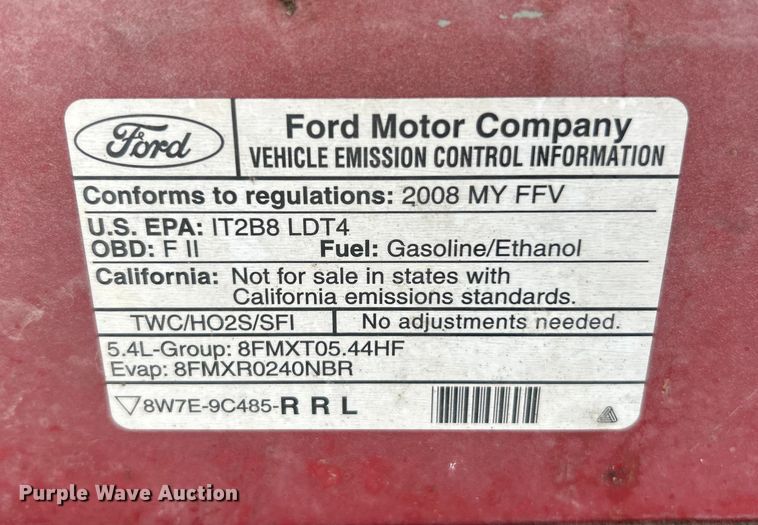 Ford
Ford Motor Company
VEHICLE EMISSION CONTROL INFORMATION
Conforms to regulations: 2008 MY FFV
U.S. EPA: IT2B8 LDT4
OBD: F II Fuel: Gasoline/Ethanol
California: Not for sale in states with
California emissions standards.
TWC/HO2S/SFI No adjustments needed.
5.4L-Group: 8FMXT05.44HF
Evap: 8FMXR0240NBR
▽8W7E-9C485-R R L
Purple Wave Auction